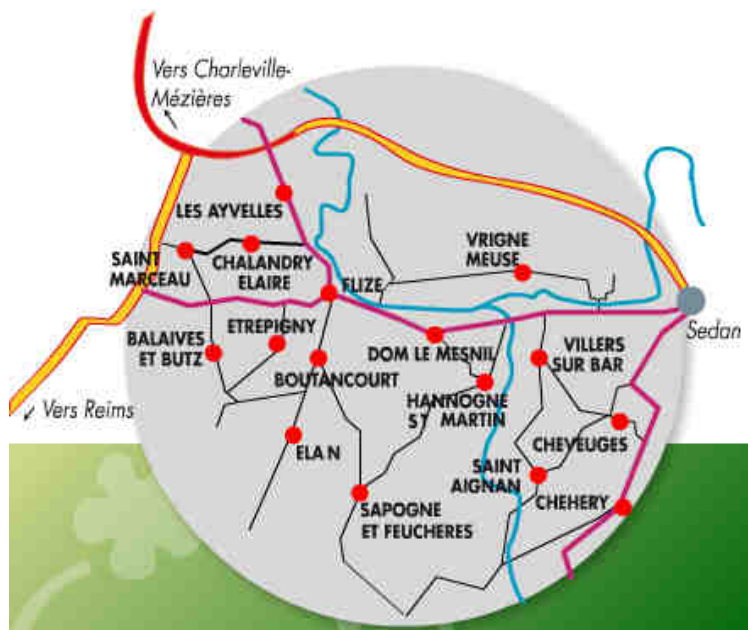 Vers Charleville-
Mézières
LES AYVELLES
SAINT
MARCEAU
CHALANDRY
ELAIRE
VRIGNE
MEUSE
FLIZE
Sedan
BALAIVES
ET BUTZ
ETREPIGNY
BOUTANCOURT
DOM LE MESNIL
VILLERS
SUR BAR
HANNOGNE
ST MARTIN
Vers Reims
ELAN
CHEVEUGES
SAINT
AIGNAN
CHEHERY
SAPOGNE
ET FEUCHERES